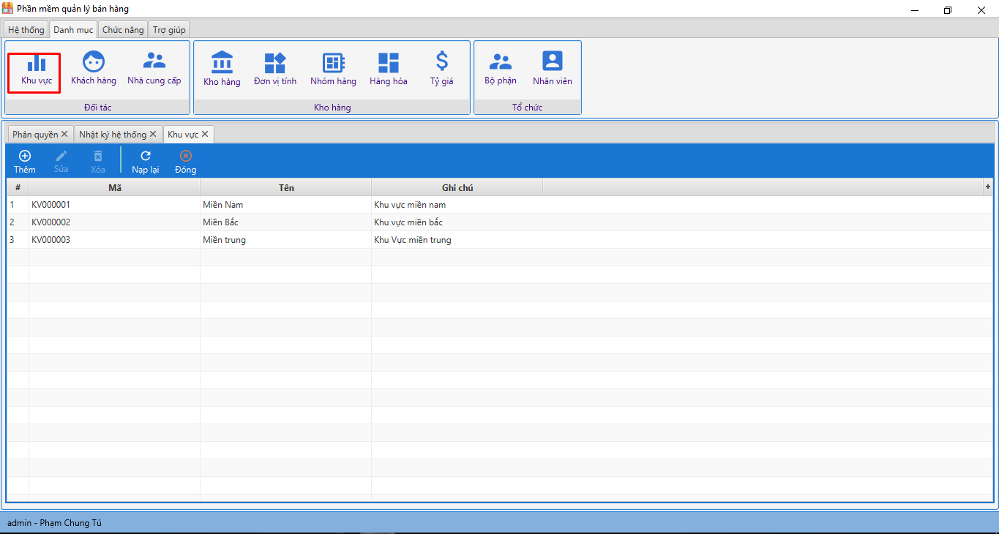 Phần mềm quản lý bán hàng
Hệ thống Danh mục Chức năng Trợ giúp
Khu vực Khách hàng Nhà cung cấp Kho hàng Đơn vị tính Nhóm hàng Hàng hóa Tỷ giá Bộ phận Nhân viên
Đối tác Kho hàng Tổ chức
Phân quyền Nhật ký hệ thống Khu vực
Thêm Sửa Xóa Nạp lại Đóng
# Mã Tên Ghi chú +
1 KV000001 Miền Nam Khu vực miền nam
2 KV000002 Miền Bắc Khu vực miền bắc
3 KV000003 Miền trung Khu Vực miền trung
admin - Phạm Chung Tú